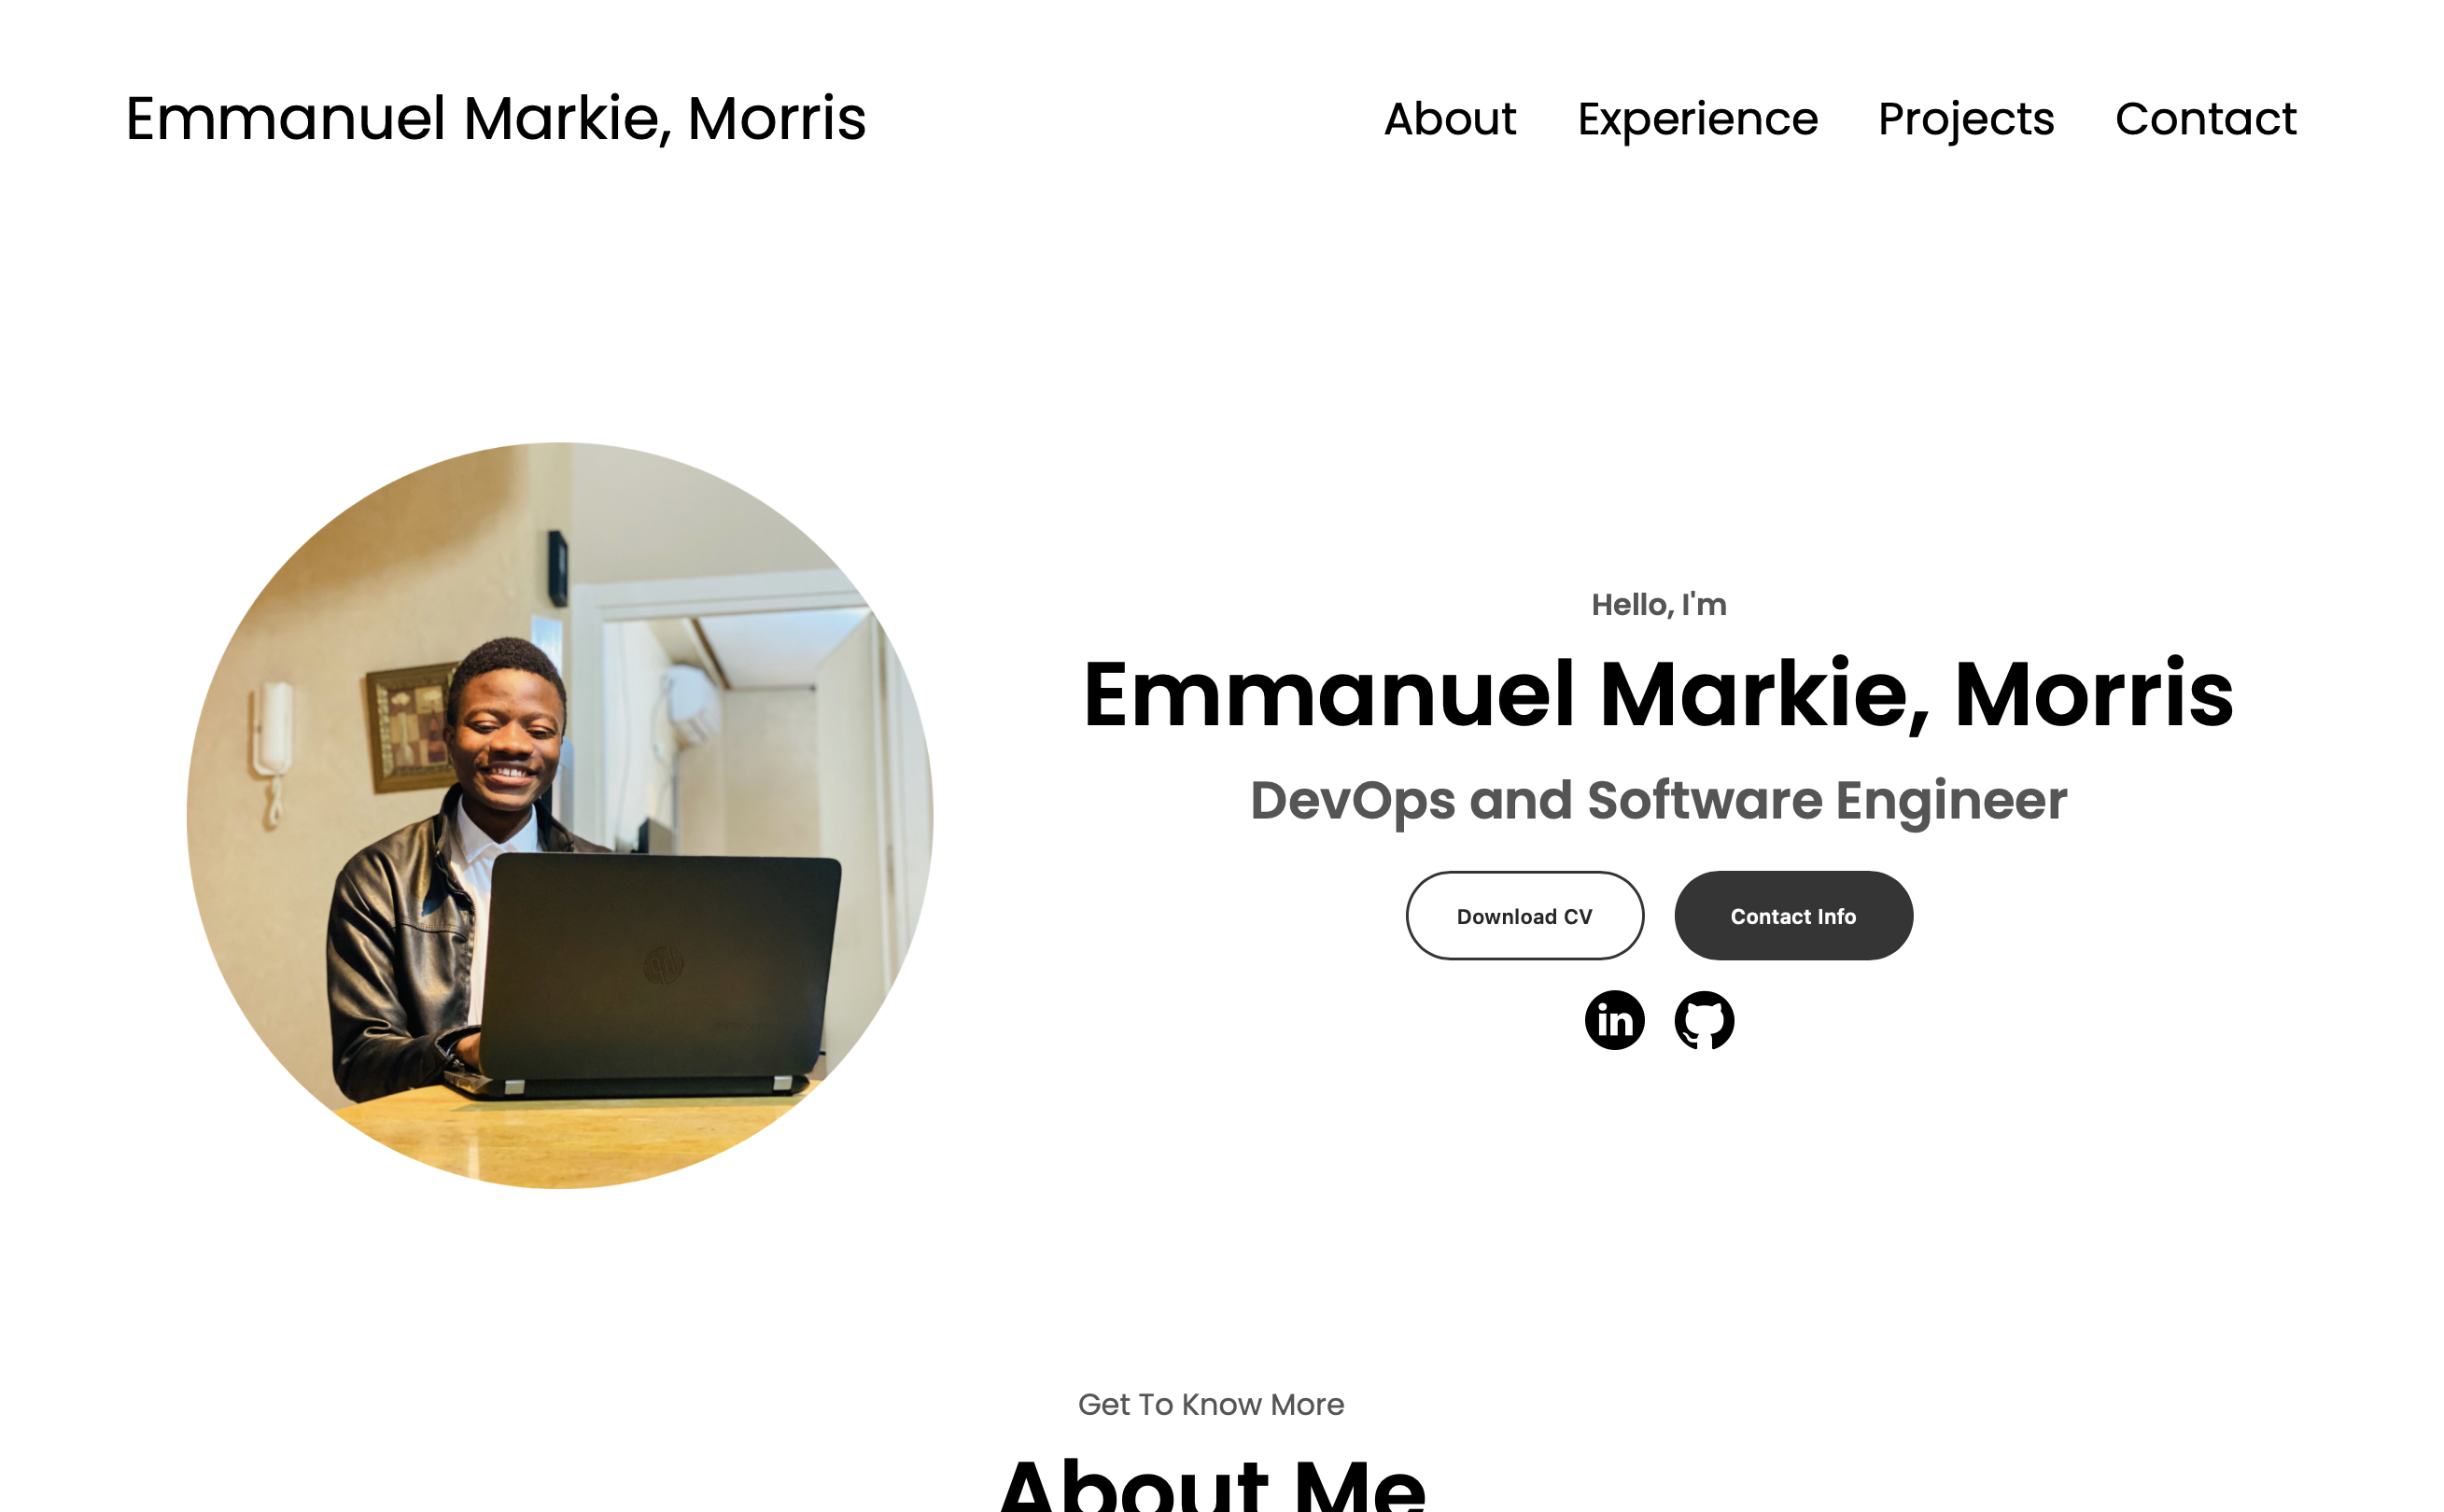 Emmanuel Markie, Morris
About Experience Projects Contact
Hello, I'm
Emmanuel Markie, Morris
DevOps and Software Engineer
Download CV Contact Info
in
Get To Know More
About Me